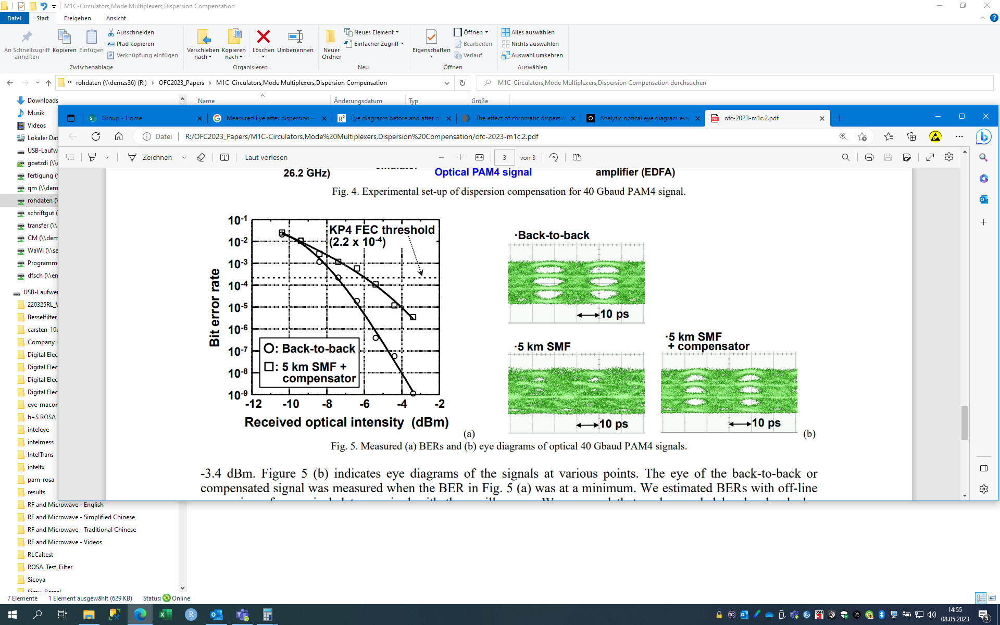 M1C-Circulators,Mode Multiplexers,Dispersion Compensation
Datei
Start
Freigeben
Ansicht
An Schnellzugriff anheften
Kopieren
Einfügen
Ausschneiden
Pfad kopieren
Verknüpfung einfügen
Zwischenablage
Verschieben nach
Kopieren nach
Löschen
Umbenennen
Organisieren
Neuer Ordner
Neues Element
Einfacher Zugriff
Neu
Eigenschaften
Öffnen
Bearbeiten
Verlauf
Öffnen
Alles auswählen
Nichts auswählen
Auswahl umkehren
Auswählen
« rohdaten (\\demzs36) (R:) > OFC2023_Papers > M1C-Circulators,Mode Multiplexers,Dispersion Compensation
M1C-Circulators,Mode Multiplexers,Dispersion Compensation durchsuchen
Name
Änderungsdatum
Typ
Größe
Downloads
Musik
Videos
Lokaler Dat
USB-Laufw
goetzdi (\\
fertigung (
qm (\\dem
rohdaten (\
schriftgut (
transfer (\\
CM (\\dem
WaWi (\\se
Programm
dfsch (\\en
USB-Laufwer
220325RL_V
Besselfilter
carsten-10g
Company I
Digital Elec
Digital Elec
Digital Elec
Digital Elec
eye-macon
h+S ROSA
inteleye
intelmess
IntelTrans
inteltx
pam-rosa
results
RF and Microwave - English
RF and Microwave - Simplified Chinese
RF and Microwave - Traditional Chinese
RF and Microwave - Videos
RLCaltest
ROSA_Test_Filter
Sicoya
Simu_Bessel
Group - Home
Measured Eye after dispersion -
Eye diagrams before and after di
The effect of chromatic dispersio
Analytic optical eye diagram eval
ofc-2023-m1c.2.pdf
Datei
R:/OFC2023_Papers/M1C-Circulators,Mode%20Multiplexers,Dispersion%20Compensation/ofc-2023-m1c.2.pdf
Zeichnen
Laut vorlesen
3
von 3
26.2 GHz)
Optical PAM4 signal
amplifier (EDFA)
Fig. 4. Experimental set-up of dispersion compensation for 40 Gbaud PAM4 signal.
Bit error rate
10-1
10-2
10-3
10-4
10-5
10-6
10-7
10-8
10-9
KP4 FEC threshold
(2.2 x 10-4)
: Back-to-back
: 5 km SMF +
compensator
-12 -10 -8 -6 -4 -2
Received optical intensity (dBm)
(a)
·Back-to-back
10 ps
·5 km SMF
10 ps
·5 km SMF
+ compensator
10 ps
(b)
Fig. 5. Measured (a) BERs and (b) eye diagrams of optical 40 Gbaud PAM4 signals.
-3.4 dBm. Figure 5 (b) indicates eye diagrams of the signals at various points. The eye of the back-to-back or
compensated signal was measured when the BER in Fig. 5 (a) was at a minimum. We estimated BERs with off-line
7 Elemente
1 Element ausgewählt (629 KB)
Status:
Online
14:55
08.05.2023
5